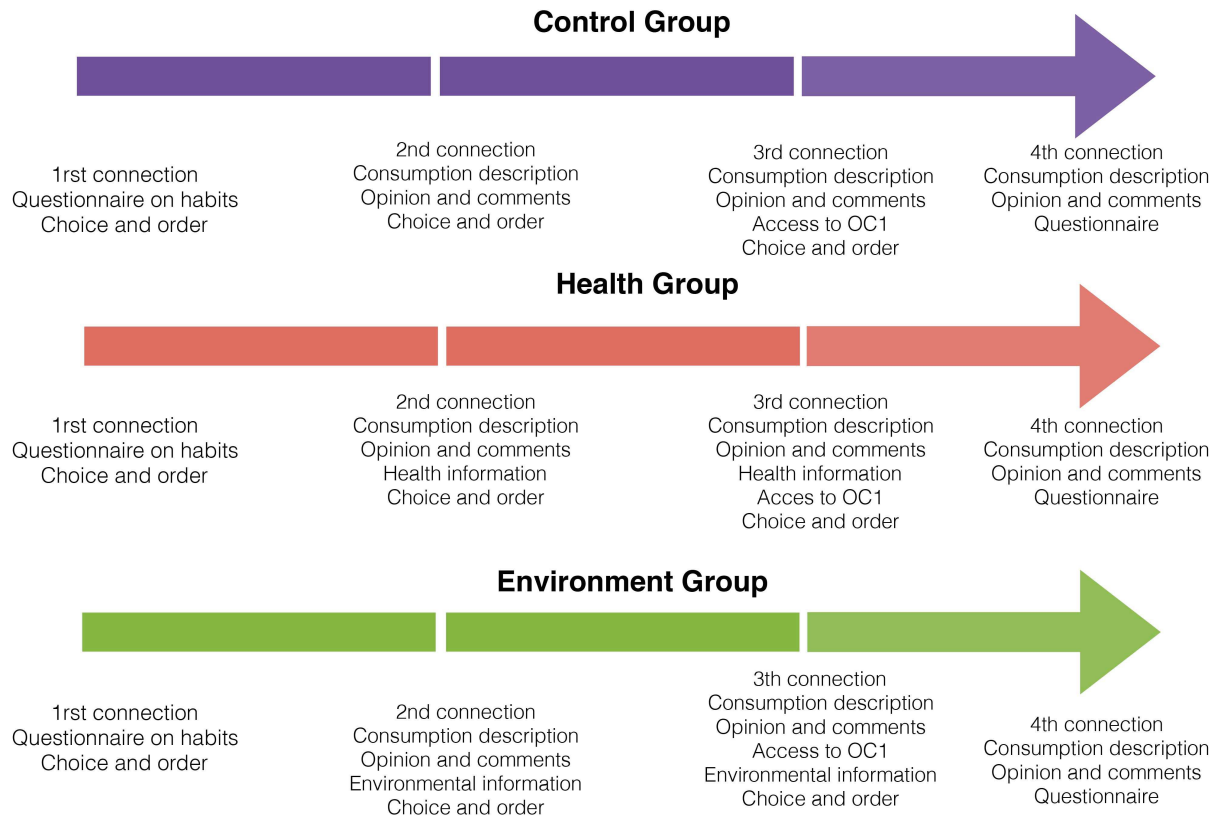 Control Group
1rst connection
Questionnaire on habits
Choice and order
2nd connection
Consumption description
Opinion and comments
Choice and order
3rd connection
Consumption description
Opinion and comments
Access to OC1
Choice and order
4th connection
Consumption description
Opinion and comments
Questionnaire
Health Group
1rst connection
Questionnaire on habits
Choice and order
2nd connection
Consumption description
Opinion and comments
Health information
Choice and order
3rd connection
Consumption description
Opinion and comments
Health information
Acces to OC1
Choice and order
4th connection
Consumption description
Opinion and comments
Questionnaire
Environment Group
1rst connection
Questionnaire on habits
Choice and order
2nd connection
Consumption description
Opinion and comments
Environmental information
Choice and order
3th connection
Consumption description
Opinion and comments
Access to OC1
Environmental information
Choice and order
4th connection
Consumption description
Opinion and comments
Questionnaire